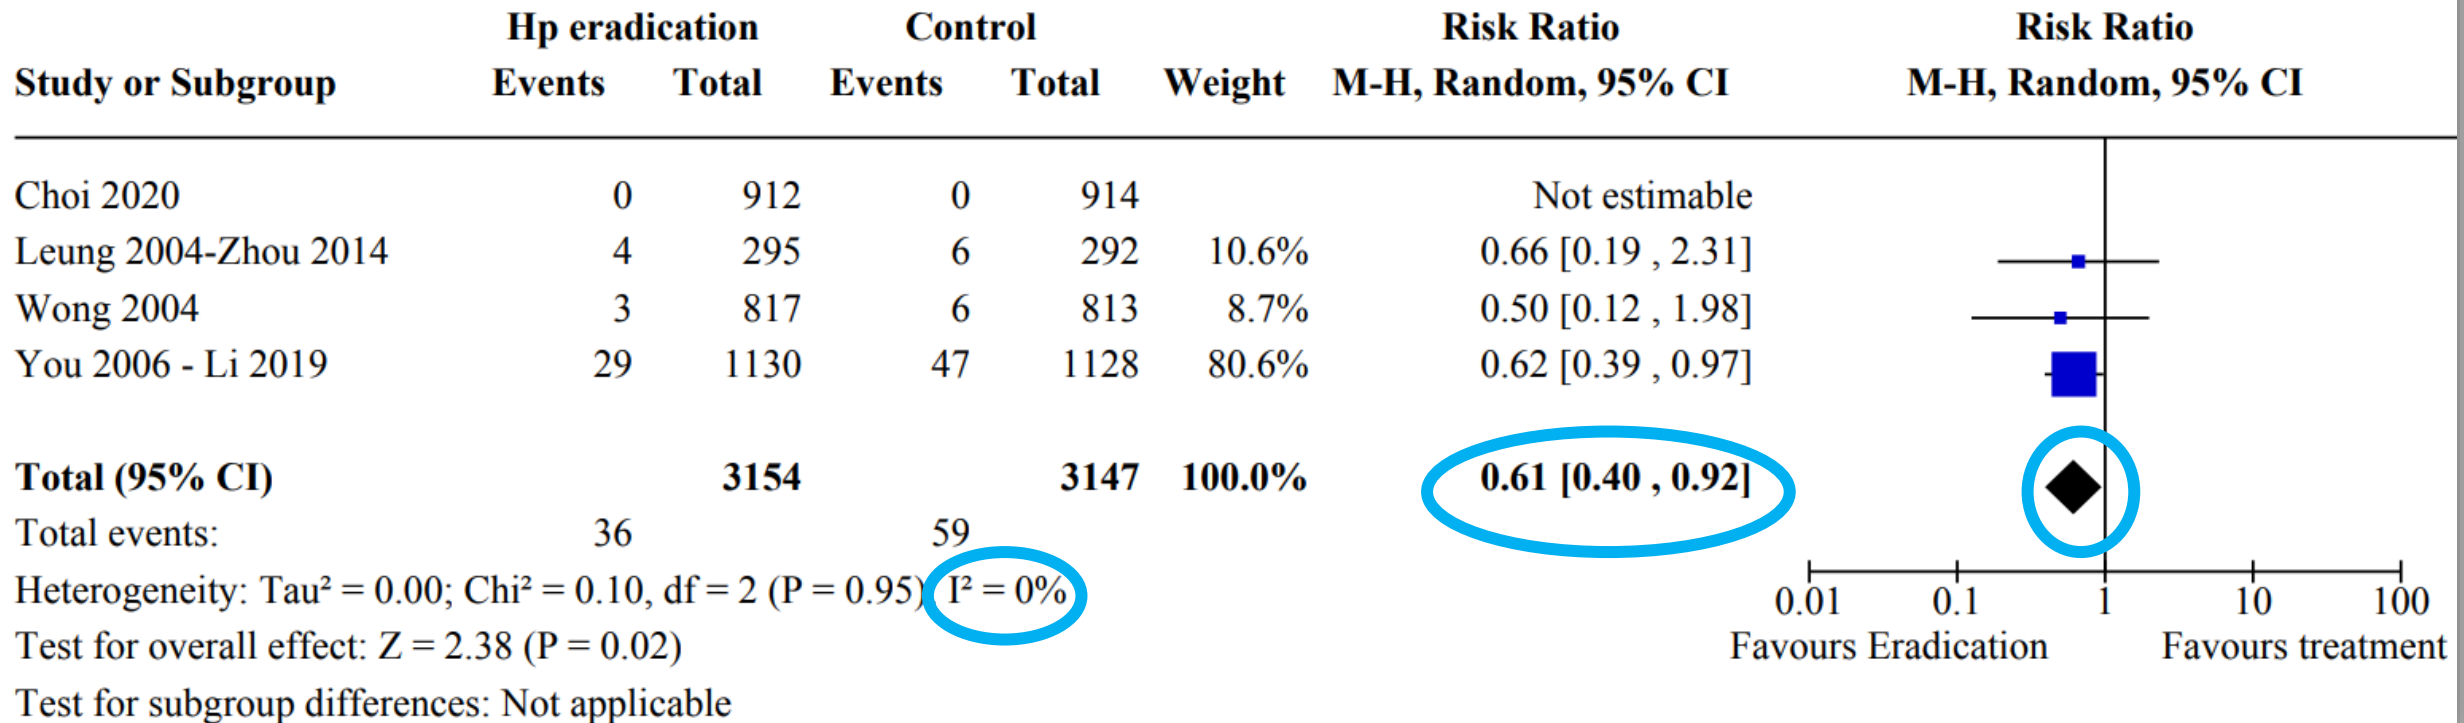 Hp eradication Control Risk Ratio Risk Ratio
Study or Subgroup Events Total Events Total Weight M-H, Random, 95% CI M-H, Random, 95% CI
Choi 2020 0 912 0 914 Not estimable
Leung 2004-Zhou 2014 4 295 6 292 10.6% 0.66 [0.19 , 2.31]
Wong 2004 3 817 6 813 8.7% 0.50 [0.12 , 1.98]
You 2006 - Li 2019 29 1130 47 1128 80.6% 0.62 [0.39 , 0.97]
Total (95% CI) 3154 3147 100.0% 0.61 [0.40 , 0.92]
Total events: 36 59
Heterogeneity: Tau² = 0.00; Chi² = 0.10, df = 2 (P = 0.95) I² = 0%
0.01 0.1 1 10 100
Test for overall effect: Z = 2.38 (P = 0.02)
Favours Eradication Favours treatment
Test for subgroup differences: Not applicable